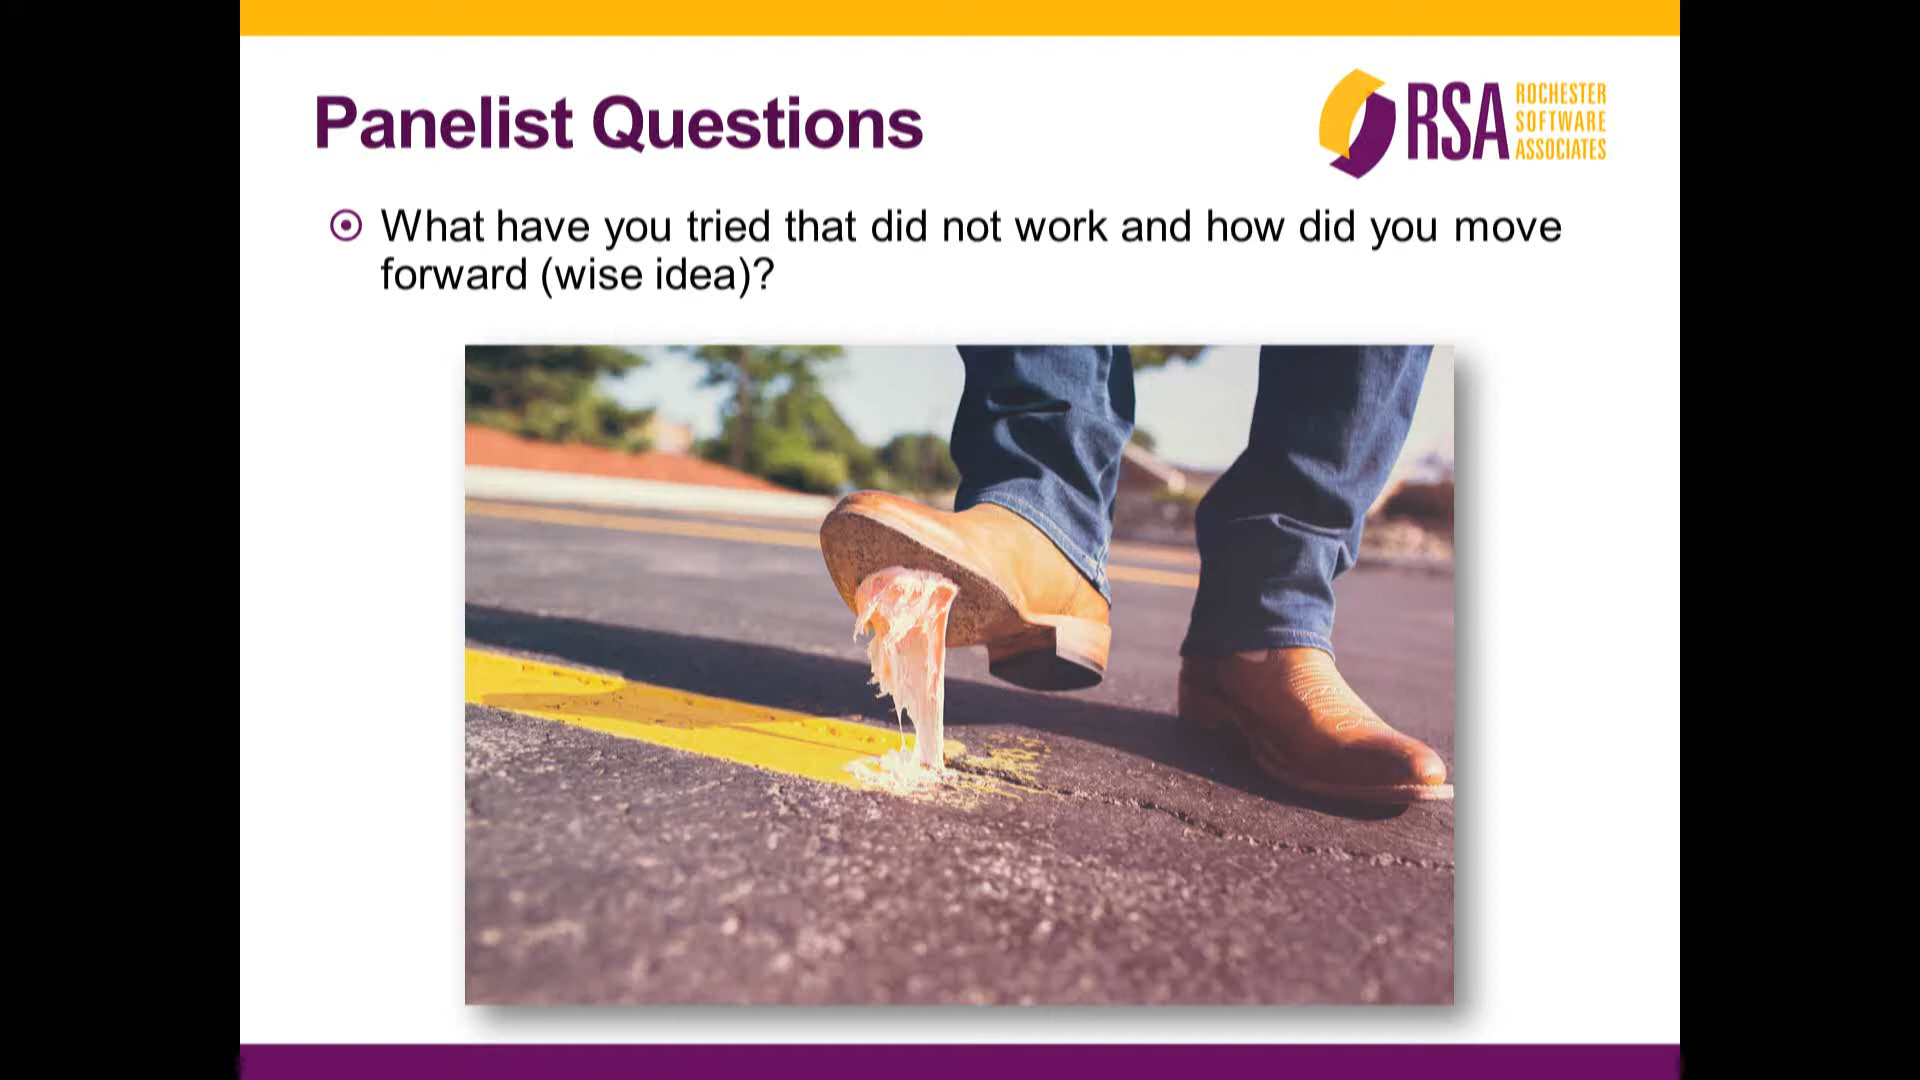 Panelist Questions
RSA
ROCHESTER
SOFTWARE
ASSOCIATES
What have you tried that did not work and how did you move
forward (wise idea)?